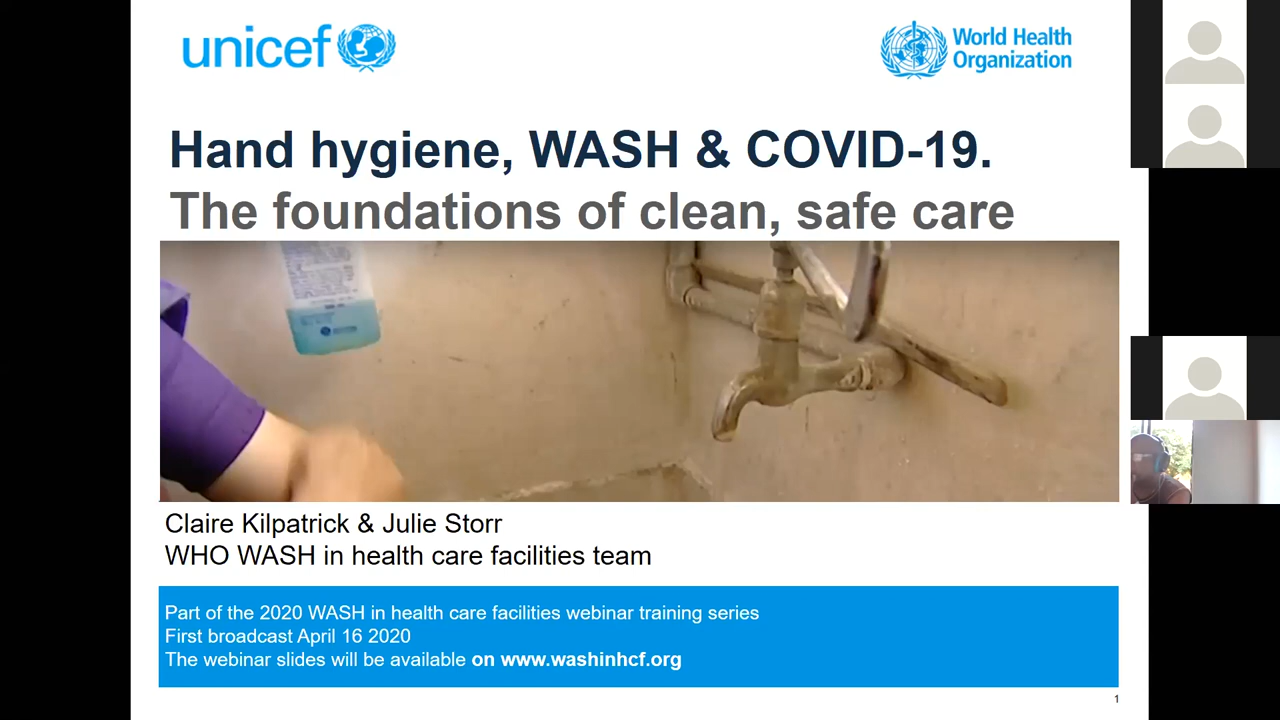 unicef
World Health
Organization
Hand hygiene, WASH & COVID-19.
The foundations of clean, safe care
Claire Kilpatrick & Julie Storr
WHO WASH in health care facilities team
Part of the 2020 WASH in health care facilities webinar training series
First broadcast April 16 2020
The webinar slides will be available on www.washinhcf.org
1